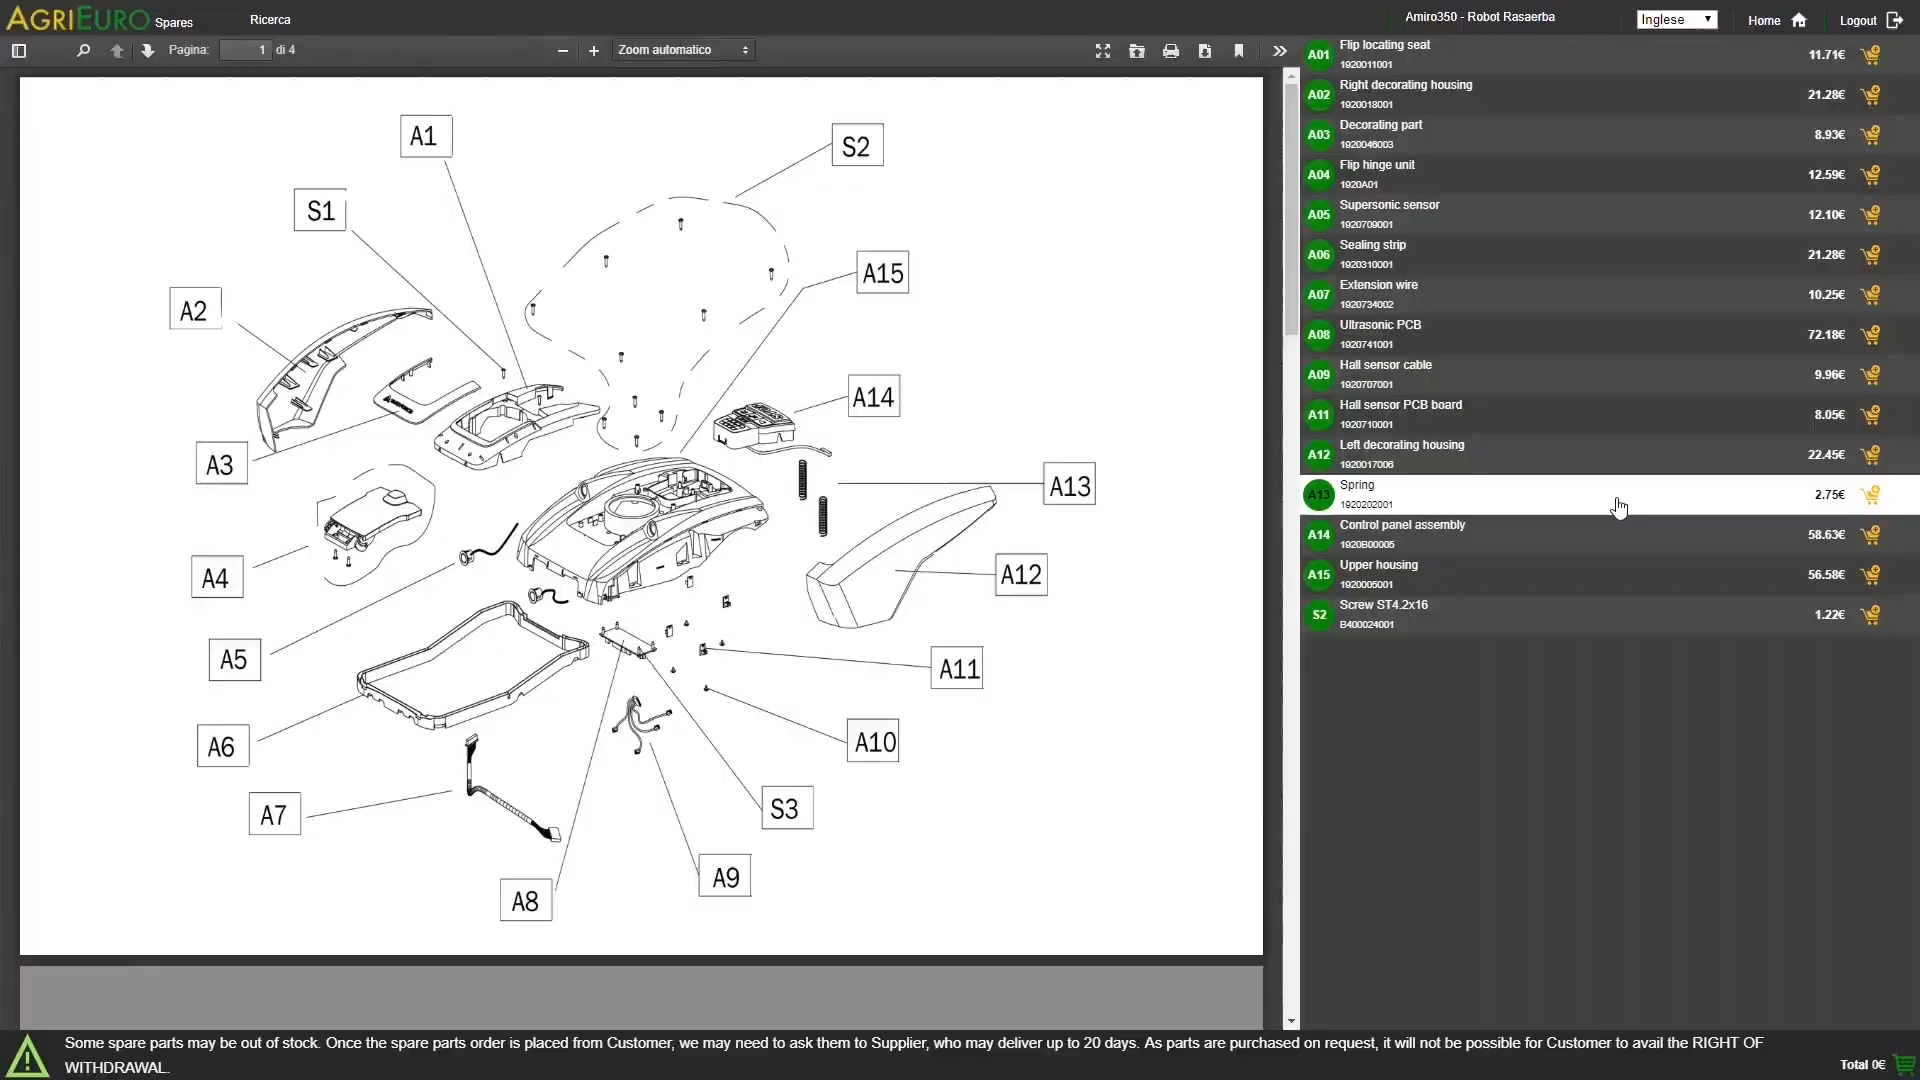 AGRIEURO Spares
Ricerca
Amiro350 - Robot Rasaerba
Inglese
Home
Logout
Pagina: 1 di 4
Zoom automatico
A1
S2
S1
A15
A2
A14
A3
A13
A4
A12
A5
A11
A6
A10
A7
S3
A9
A8
A01 Flip locating seat 11.71€
1920011001
A02 Right decorating housing 21.28€
1920018001
A03 Decorating part 8.93€
1920046003
A04 Flip hinge unit 12.59€
1920A01
A05 Supersonic sensor 12.10€
1920709001
A06 Sealing strip 21.28€
1920310001
A07 Extension wire 10.25€
1920734002
A08 Ultrasonic PCB 72.18€
1920741001
A09 Hall sensor cable 9.96€
1920707001
A11 Hall sensor PCB board 8.05€
1920710001
A12 Left decorating housing 22.45€
1920017006
A13 Spring 2.75€
1920202001
A14 Control panel assembly 58.63€
1920B00005
A15 Upper housing 56.58€
1920005001
S2 Screw ST4.2x16 1.22€
B400024001
Some spare parts may be out of stock. Once the spare parts order is placed from Customer, we may need to ask them to Supplier, who may deliver up to 20 days. As parts are purchased on request, it will not be possible for Customer to avail the RIGHT OF
WITHDRAWAL.
Total 0€